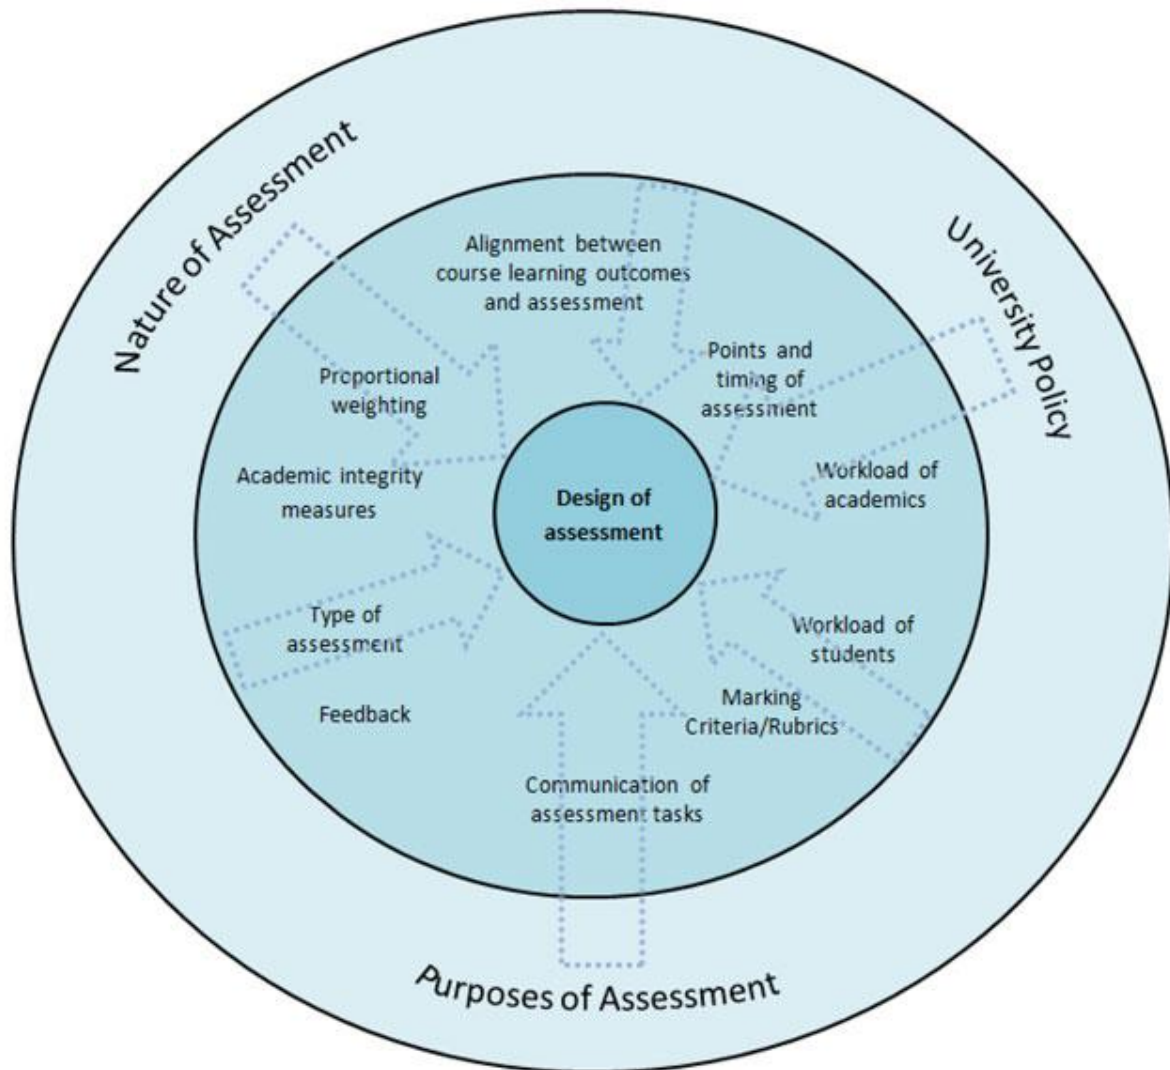 Nature of Assessment
University Policy
Alignment between
course learning outcomes
and assessment
Points and
timing of
assessment
Proportional
weighting
Workload of
academics
Academic integrity
measures
Design of
assessment
Type of
assessment
Workload of
students
Feedback
Marking
Criteria/Rubrics
Communication of
assessment tasks
Purposes of Assessment